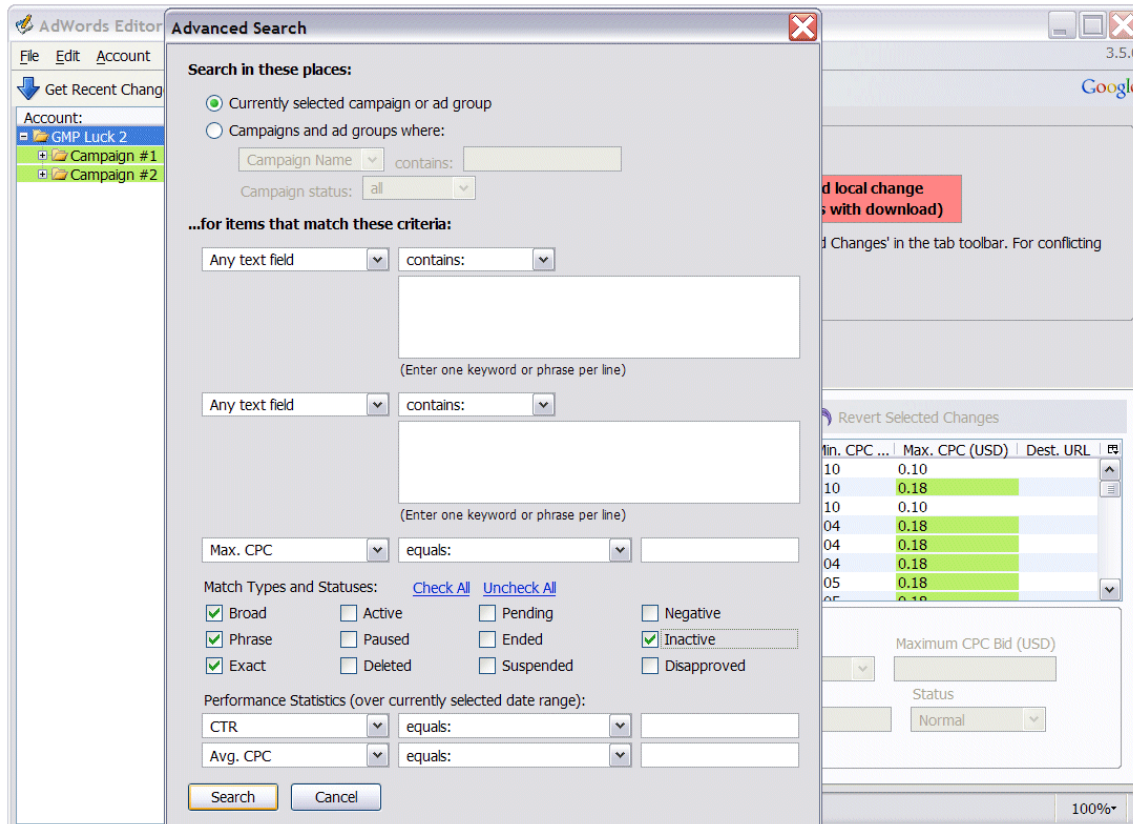 AdWords Editor
Advanced Search
File Edit Account
3.5.
Get Recent
Google
Account:
GMP Luck 2
Campaign #1
Campaign #2
Search in these places:
Currently selected campaign or ad group
Campaigns and ad groups where:
Campaign Name contains:
Campaign status: all
...for items that match these criteria:
Any text field contains:
(Enter one keyword or phrase per line)
Any text field contains:
(Enter one keyword or phrase per line)
Max. CPC equals:
Match Types and Statuses: Check All Uncheck All
Broad Active Pending Negative
Phrase Paused Ended Inactive
Exact Deleted Suspended Disapproved
Performance Statistics (over currently selected date range):
CTR equals:
Avg. CPC equals:
Search Cancel
local change
with download)
Changes' in the tab toolbar. For conflicting
Revert Selected Changes
Min. CPC ... Max. CPC (USD) Dest. URL
10 0.10
10 0.18
10 0.10
04 0.18
04 0.18
04 0.18
05 0.18
Maximum CPC Bid (USD)
Status
Normal
100%